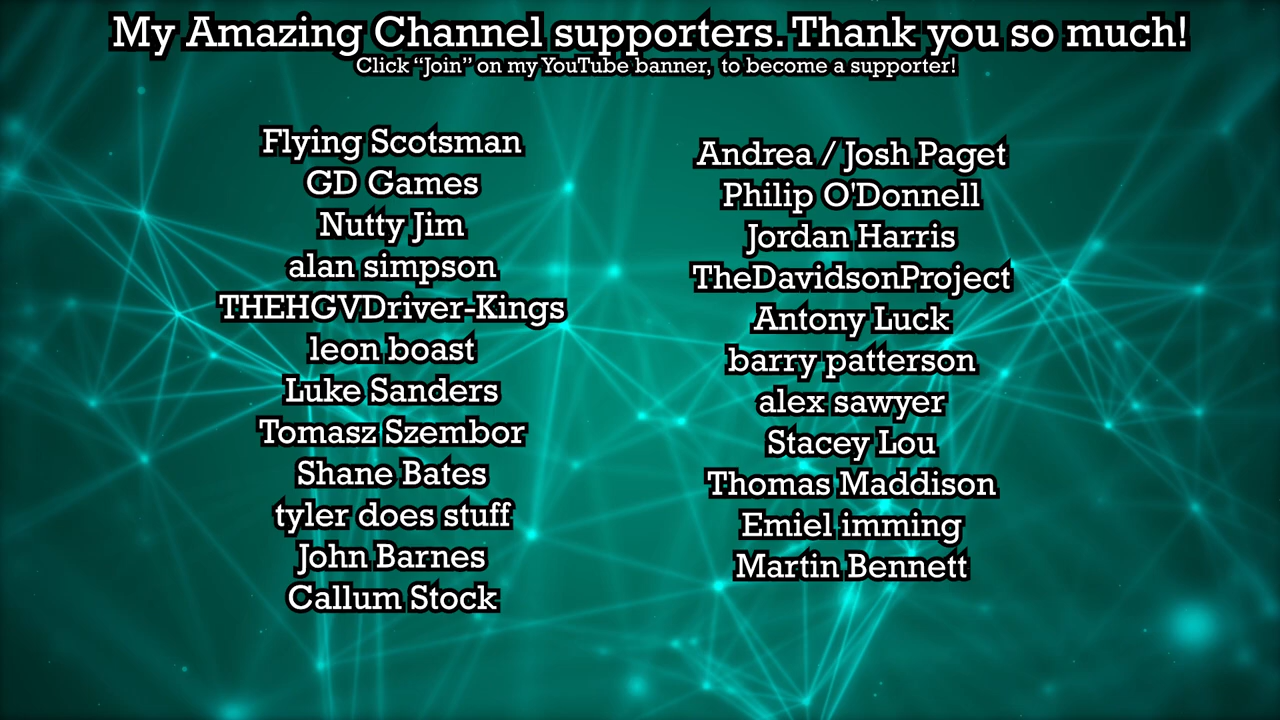 My Amazing Channel supporters. Thank you so much!
Click “Join” on my YouTube banner, to become a supporter!
Flying Scotsman
GD Games
Nutty Jim
alan simpson
THEHGVDriver-Kings
leon boast
Luke Sanders
Tomasz Szembor
Shane Bates
tyler does stuff
John Barnes
Callum Stock
Andrea / Josh Paget
Philip O'Donnell
Jordan Harris
TheDavidsonProject
Antony Luck
barry patterson
alex sawyer
Stacey Lou
Thomas Maddison
Emiel imming
Martin Bennett